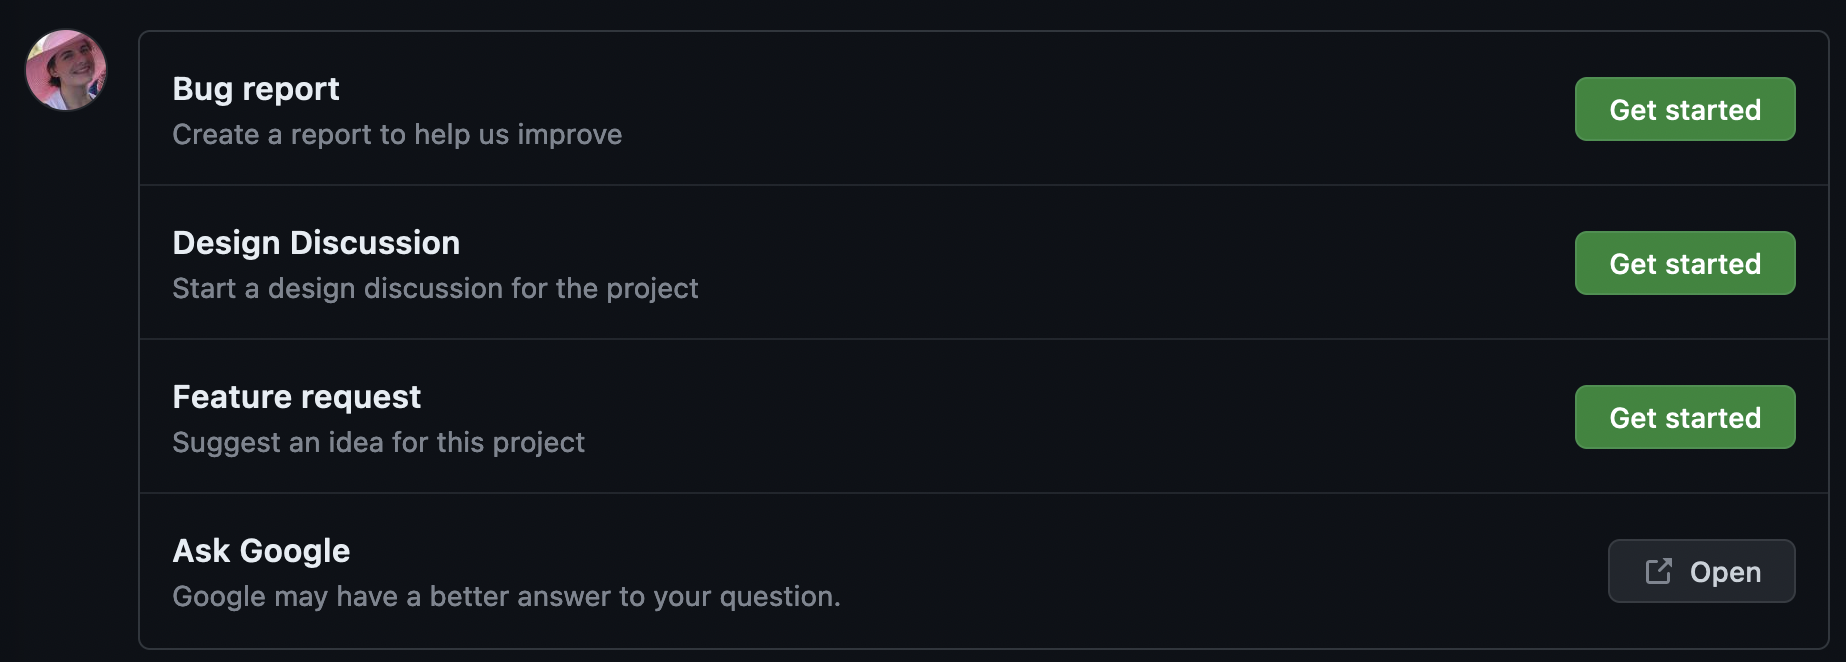 Bug report
Create a report to help us improve
Get started
Design Discussion
Start a design discussion for the project
Get started
Feature request
Suggest an idea for this project
Get started
Ask Google
Google may have a better answer to your question.
Open